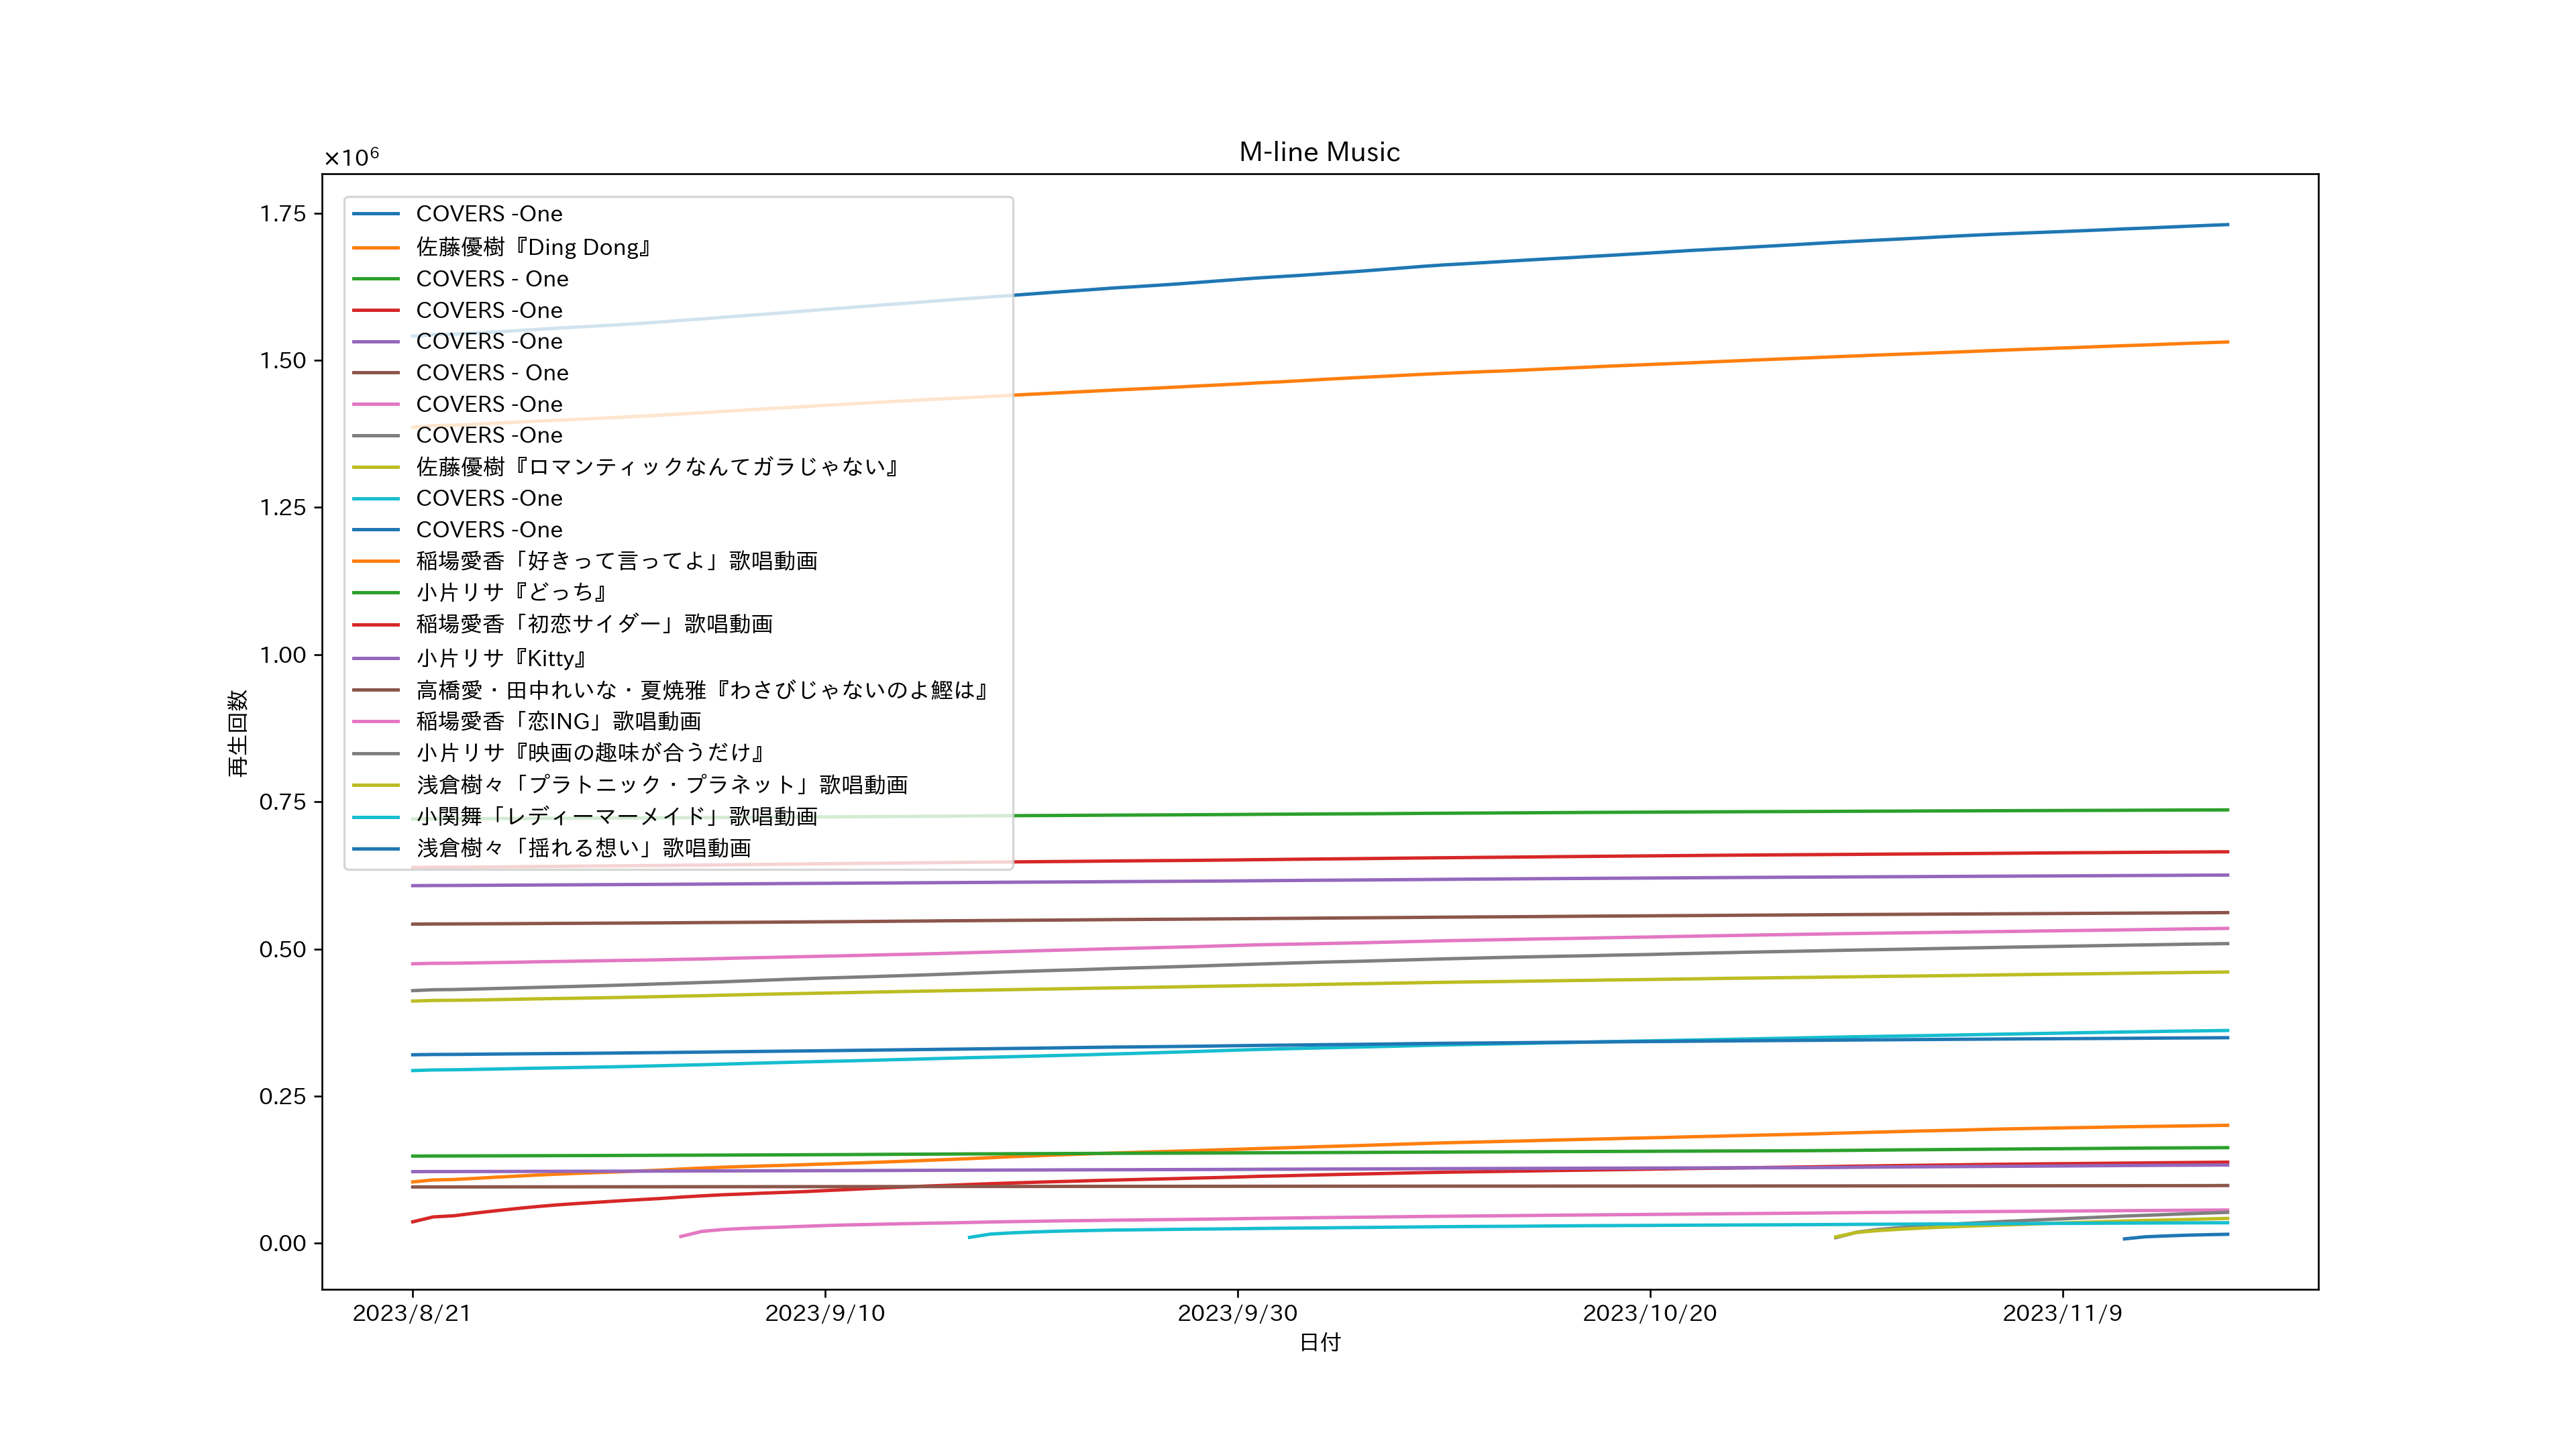 M-line Music
×10⁶
1.75
1.50
1.25
1.00
0.75
0.50
0.25
0.00
再生回数
COVERS -One
佐藤優樹『Ding Dong』
COVERS - One
COVERS -One
COVERS -One
COVERS - One
COVERS -One
COVERS -One
佐藤優樹『ロマンティックなんてガラじゃない』
COVERS -One
COVERS -One
稲場愛香「好きって言ってよ」歌唱動画
小片リサ『どっち』
稲場愛香「初恋サイダー」歌唱動画
小片リサ『Kitty』
高橋愛・田中れいな・夏焼雅『わさびじゃないのよ鰹は』
稲場愛香「恋ING」歌唱動画
小片リサ『映画の趣味が合うだけ』
浅倉樹々「プラトニック・プラネット」歌唱動画
小関舞「レディーマーメイド」歌唱動画
浅倉樹々「揺れる想い」歌唱動画
2023/8/21 2023/9/10 2023/9/30 2023/10/20 2023/11/9
日付